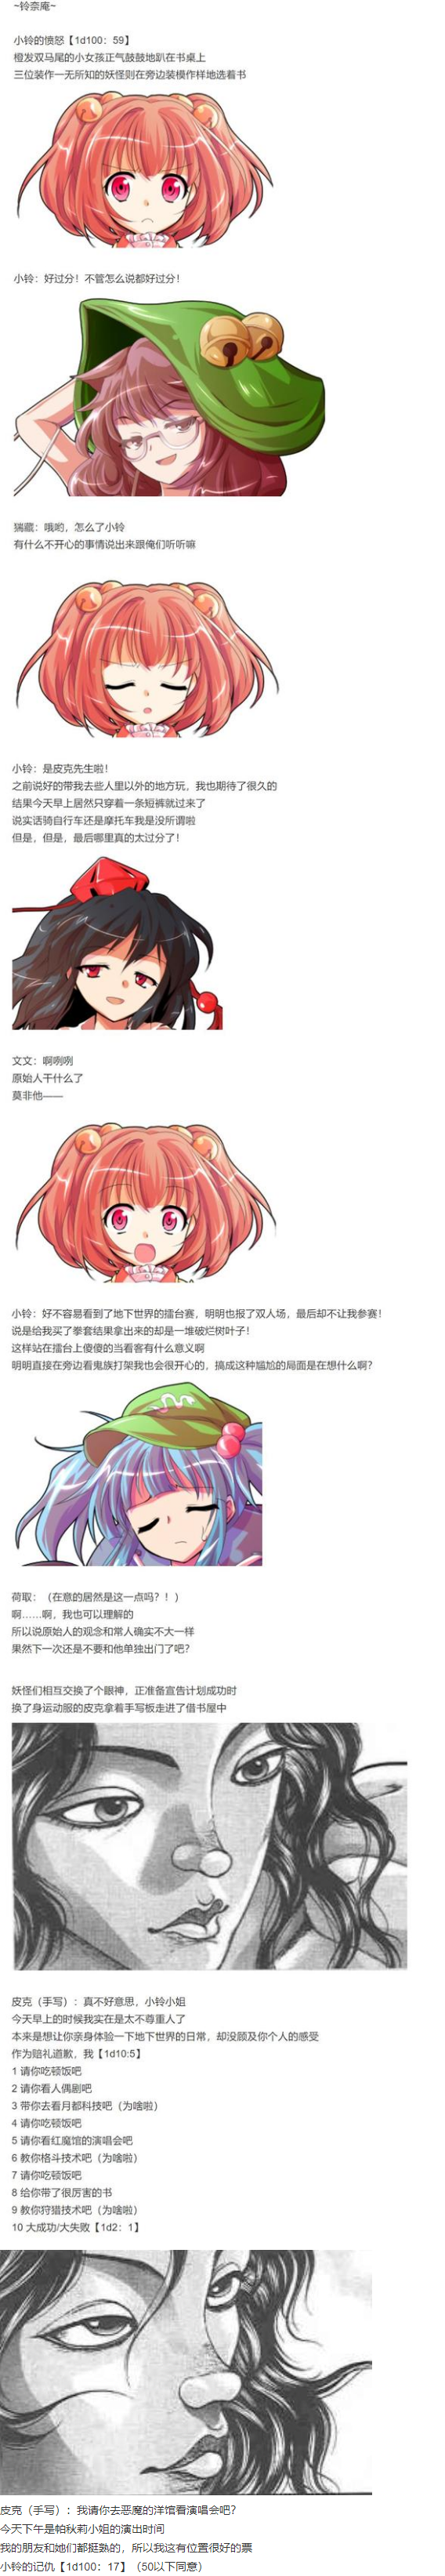 ~铃奈庵~
小铃的愤怒【1d100：59】
橙发双马尾的小女孩正气鼓鼓地趴在书桌上
三位装作一无所知的妖怪则在旁边装模作样地选着书
小铃：好过分！不管怎么说都好过分！
猯藏：哦哟，怎么了小铃
有什么不开心的事情说出来跟俺们听听嘛
小铃：是皮克先生啦！
之前说好的带我去些人里以外的地方玩，我也期待了很久的
结果今天早上居然只穿着一条短裤就过来了
说实话骑自行车还是摩托车我是没所谓啦
但是，但是，最后哪里真的太过分了！
文文：啊咧咧
原始人干什么了
莫非他——
小铃：好不容易看到了地下世界的擂台赛，明明也报了双人场，最后却不让我参赛！
说是给我买了拳套结果拿出来的却是一堆破烂树叶子！
这样站在擂台上傻傻的当看客有什么意义啊
明明直接在旁边看鬼族打架我也会很开心的，搞成这种尴尬的局面是在想什么啊？
荷取：（在意的居然是这一点吗？！）
啊……啊，我也可以理解的
所以说原始人的观念和常人确实不大一样
果然下一次还是不要和他单独出门了吧？
妖怪们相互交换了个眼神，正准备宣告计划成功时
换了身运动服的皮克拿着手写板走进了借书屋中
皮克（手写）：真不好意思，小铃小姐
今天早上的时候我实在是太不尊重人了
本来是想让你亲身体验一下地下世界的日常，却没顾及你个人的感受
作为赔礼道歉，我【1d10:5】
1 请你吃顿饭吧
2 请你看人偶剧吧
3 带你去看月都科技吧（为啥啦）
4 请你吃顿饭吧
5 请你看红魔馆的演唱会吧
6 教你格斗技术吧（为啥啦）
7 请你吃顿饭吧
8 给你带了很厉害的书
9 教你狩猎技术吧（为啥啦）
10 大成功/大失败【1d2：1】
皮克（手写）：我请你去恶魔的洋馆看演唱会吧？
今天下午是帕秋莉小姐的演出时间
我的朋友和她们都挺熟的，所以我这有位置很好的票
小铃的记仇【1d100：17】（50以下同意）